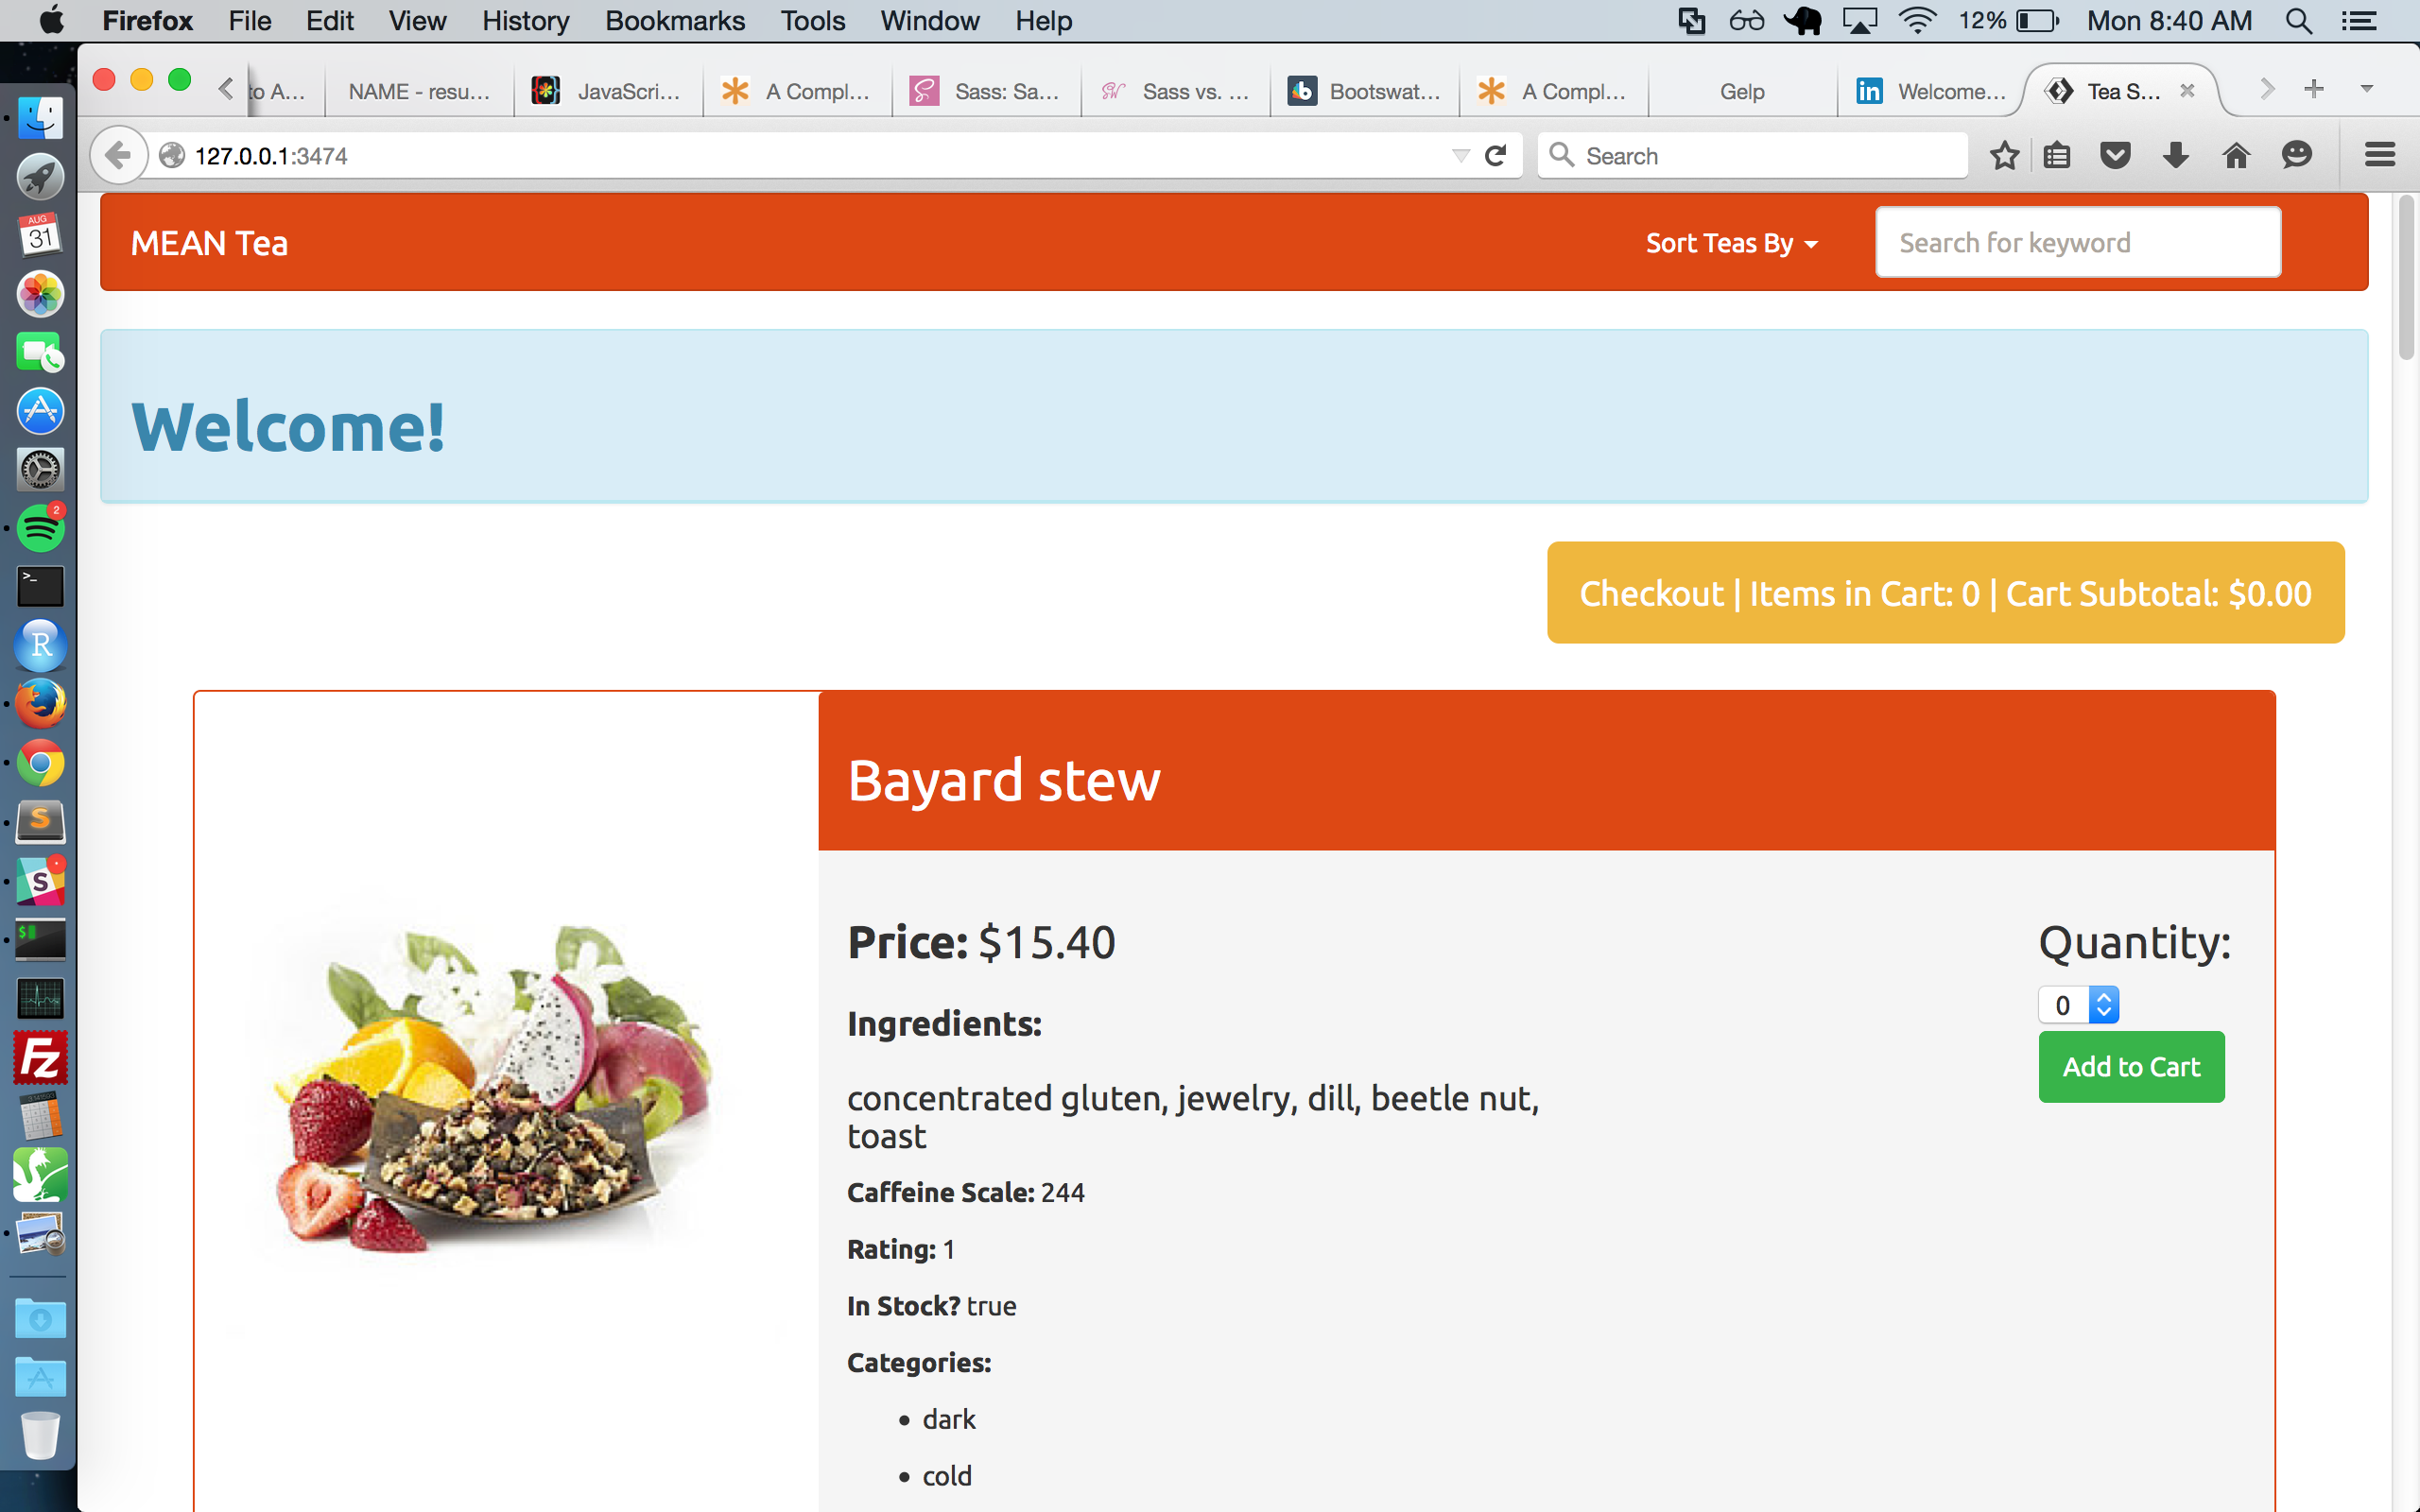 Firefox File Edit View History Bookmarks Tools Window Help 12% Mon 8:40 AM
to A... NAME - resu... JavaScri... A Compl... Sass: Sa... Sass vs. ... Bootswat... A Compl... Gelp Welcome... Tea S...
127.0.0.1:3474 Search
MEAN Tea Sort Teas By Search for keyword
Welcome!
Checkout | Items in Cart: 0 | Cart Subtotal: $0.00
Bayard stew
Price: $15.40 Quantity:
0
Add to Cart
Ingredients:
concentrated gluten, jewelry, dill, beetle nut,
toast
Caffeine Scale: 244
Rating: 1
In Stock? true
Categories:
• dark
• cold
AUG
31
2
R
S
S
Fz